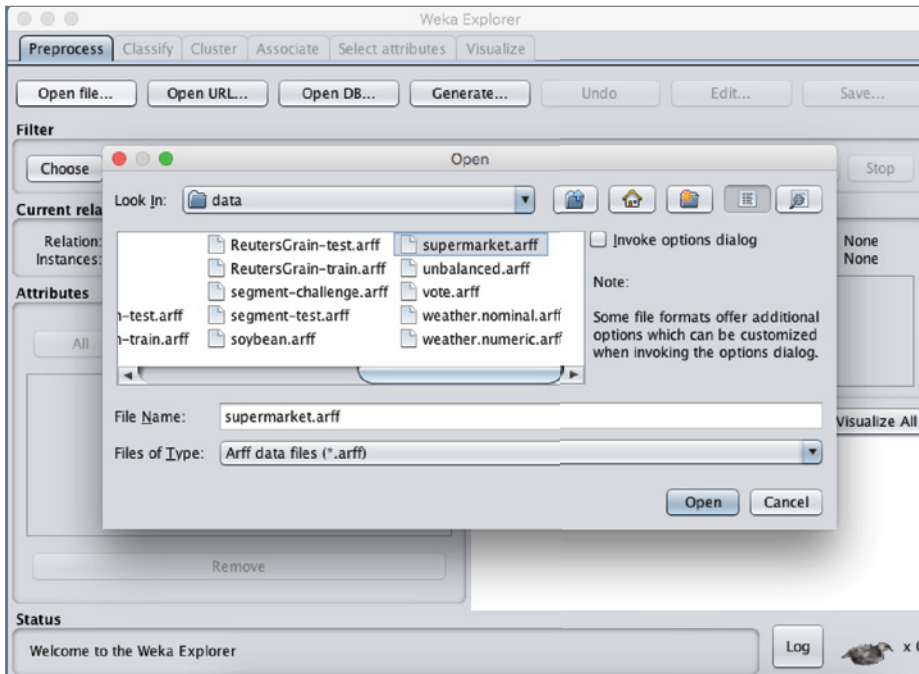 Weka Explorer
Preprocess Classify Cluster Associate Select attributes Visualize
Open file... Open URL... Open DB... Generate... Undo Edit... Save...
Filter
Choose Stop
Open
Look In: data
Current rela
Relation: None
Instances: None
ReutersGrain-test.arff supermarket.arff
ReutersGrain-train.arff unbalanced.arff
segment-challenge.arff vote.arff
n-test.arff segment-test.arff weather.nominal.arff
n-train.arff soybean.arff weather.numeric.arff
Invoke options dialog
Note:
Some file formats offer additional
options which can be customized
when invoking the options dialog.
Attributes
All
File Name: supermarket.arff
Files of Type: Arff data files (*.arff)
Visualize All
Open Cancel
Remove
Status
Welcome to the Weka Explorer
Log x